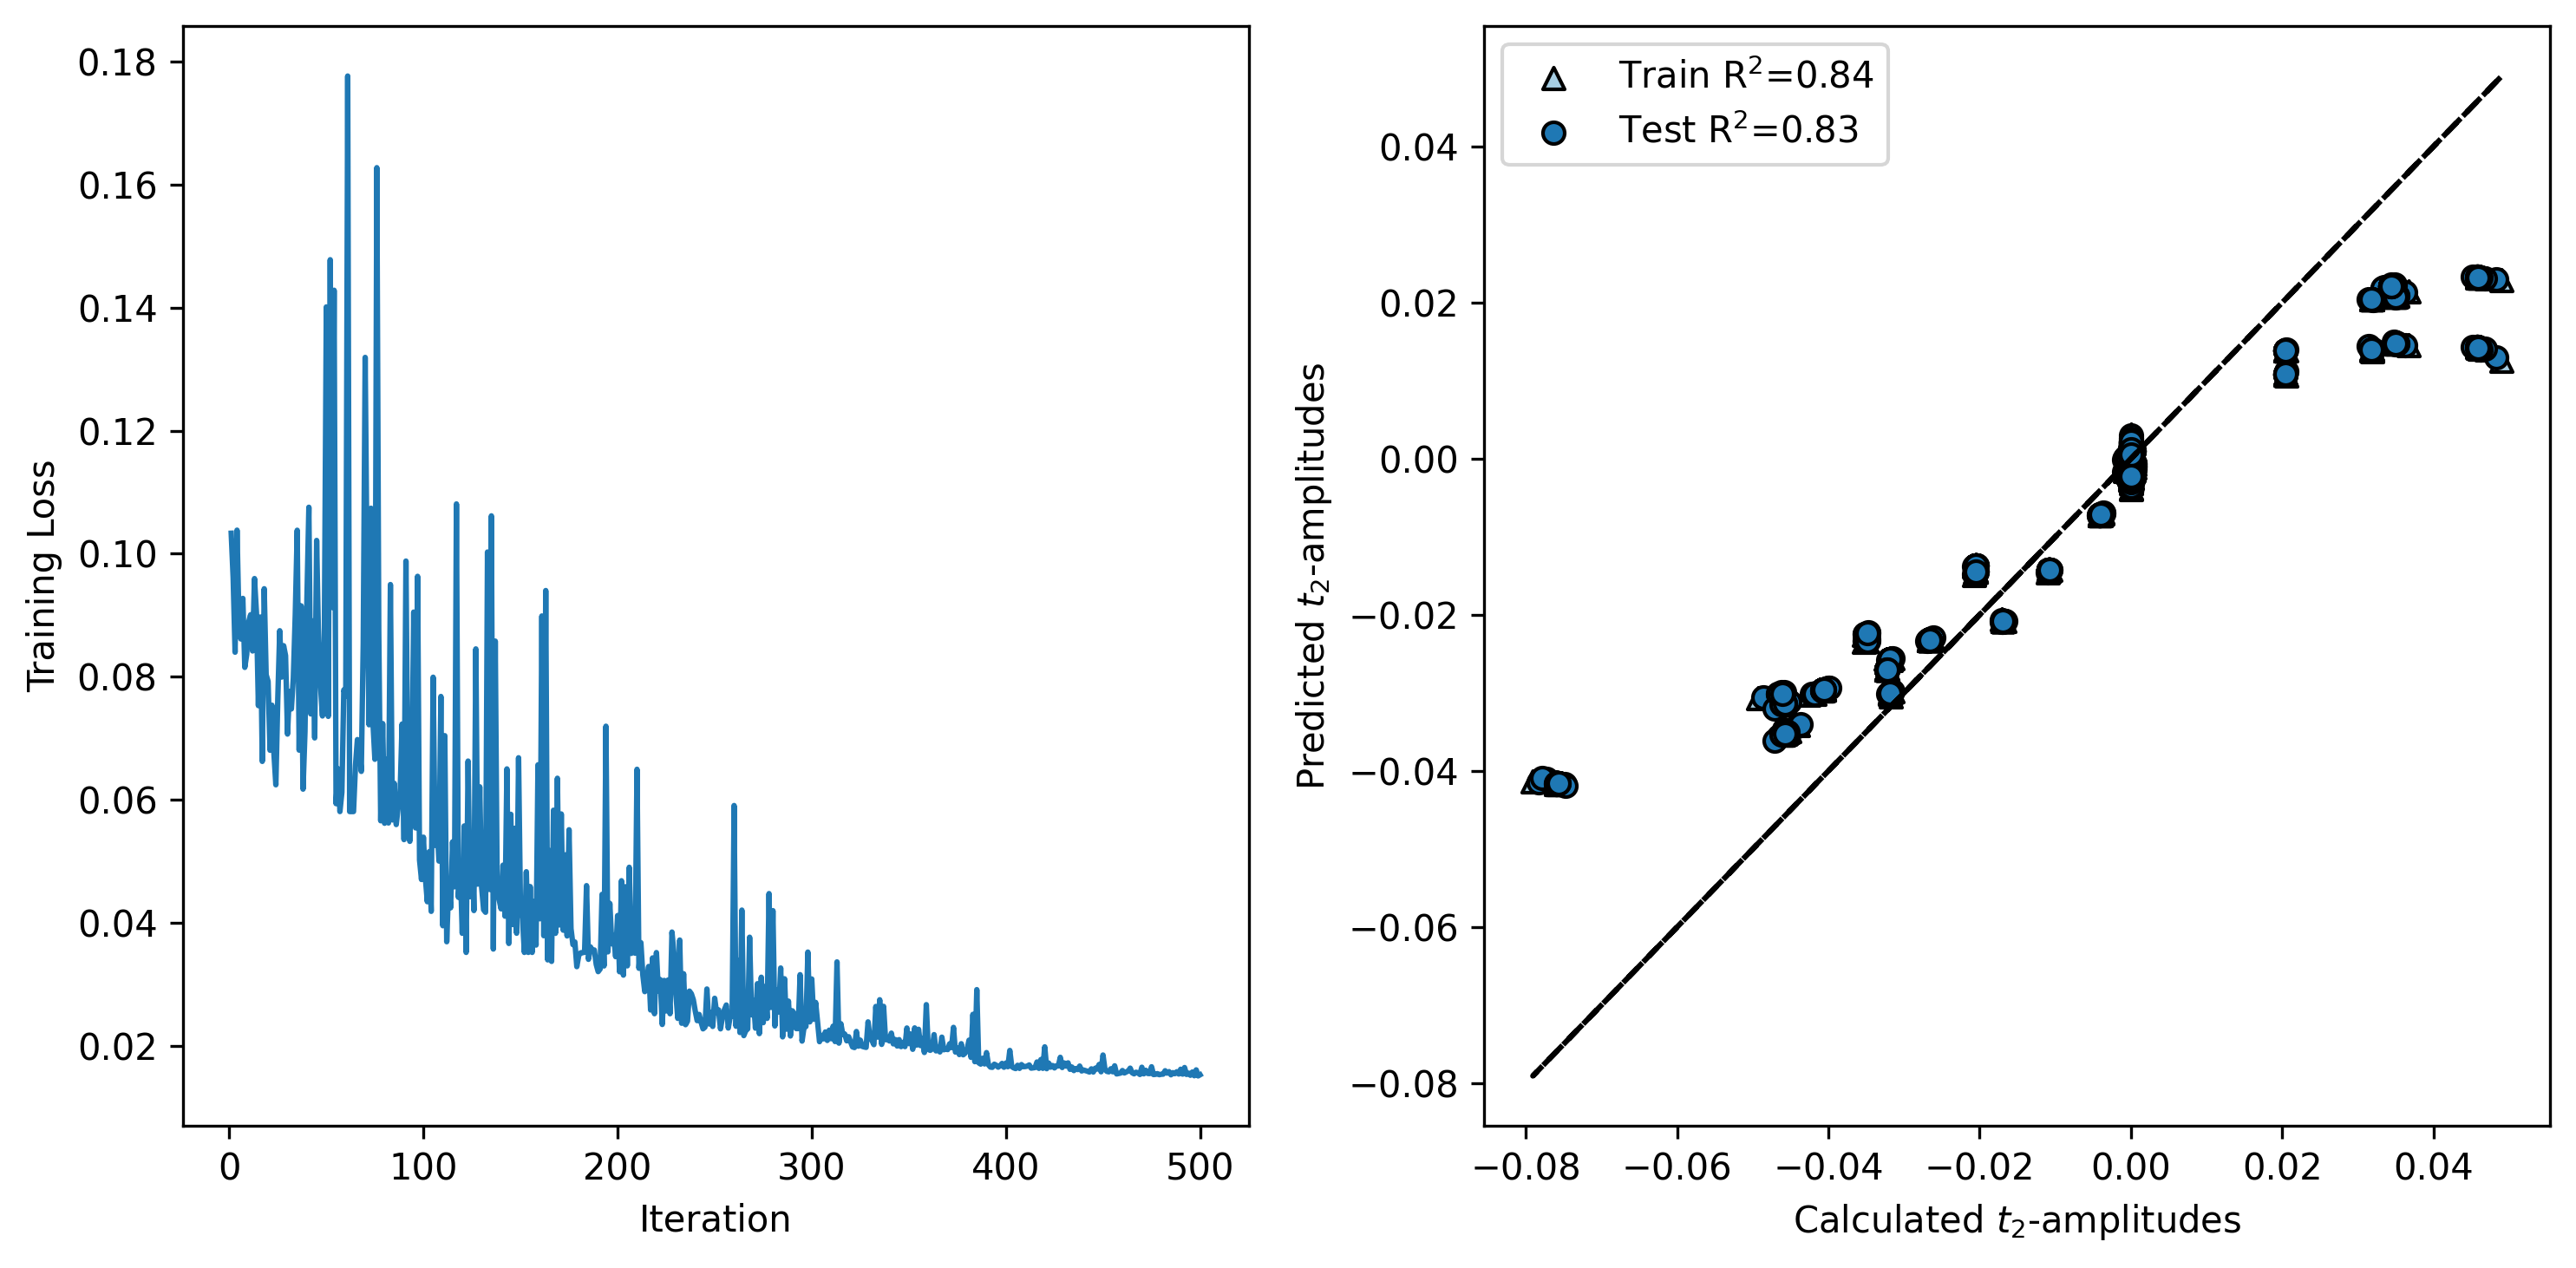 0.18
0.16
0.14
0.12
0.10
0.08
0.06
0.04
0.02
Training Loss
0 100 200 300 400 500
Iteration
Train R²=0.84
Test R²=0.83
0.04
0.02
0.00
−0.02
−0.04
−0.06
−0.08
Predicted t₂-amplitudes
−0.08 −0.06 −0.04 −0.02 0.00 0.02 0.04
Calculated t₂-amplitudes